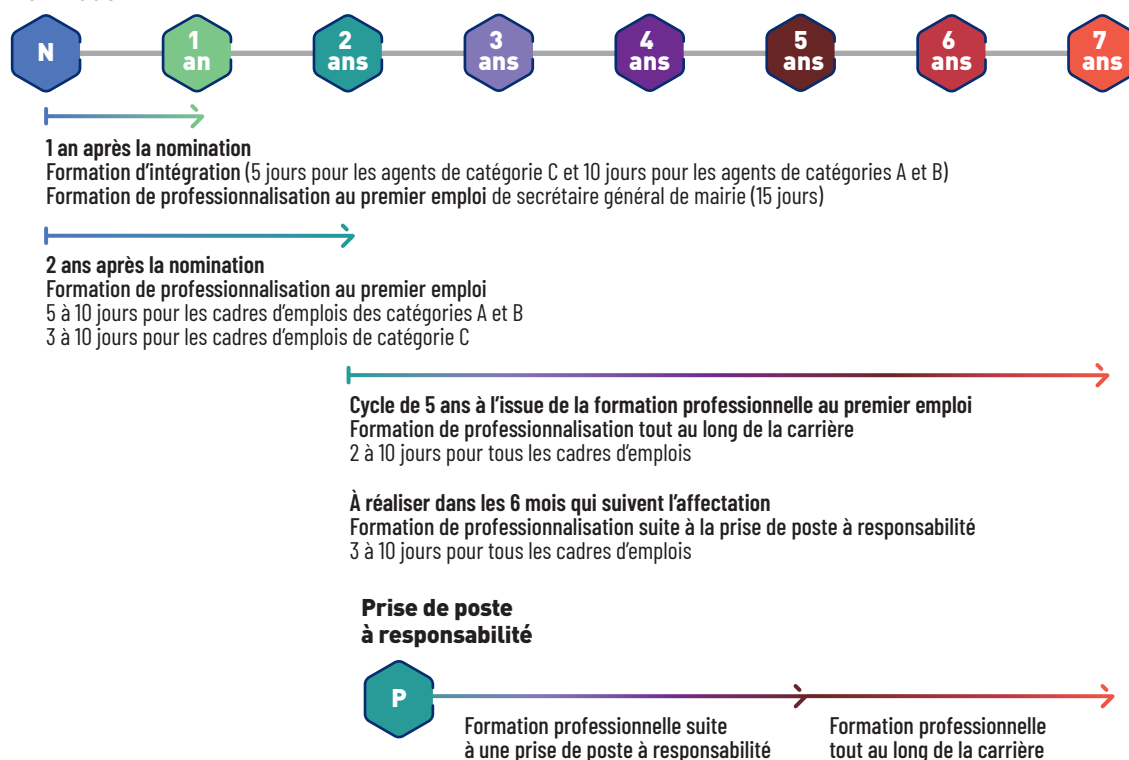 N
1
an
2
ans
3
ans
4
ans
5
ans
6
ans
7
ans
1 an après la nomination
Formation d'intégration (5 jours pour les agents de catégorie C et 10 jours pour les agents de catégories A et B)
Formation de professionnalisation au premier emploi de secrétaire général de mairie (15 jours)
2 ans après la nomination
Formation de professionnalisation au premier emploi
5 à 10 jours pour les cadres d'emplois des catégories A et B
3 à 10 jours pour les cadres d'emplois de catégorie C
Cycle de 5 ans à l'issue de la formation professionnelle au premier emploi
Formation de professionnalisation tout au long de la carrière
2 à 10 jours pour tous les cadres d'emplois
À réaliser dans les 6 mois qui suivent l'affectation
Formation de professionnalisation suite à la prise de poste à responsabilité
3 à 10 jours pour tous les cadres d'emplois
Prise de poste
à responsabilité
P
Formation professionnelle suite
à une prise de poste à responsabilité
Formation professionnelle
tout au long de la carrière